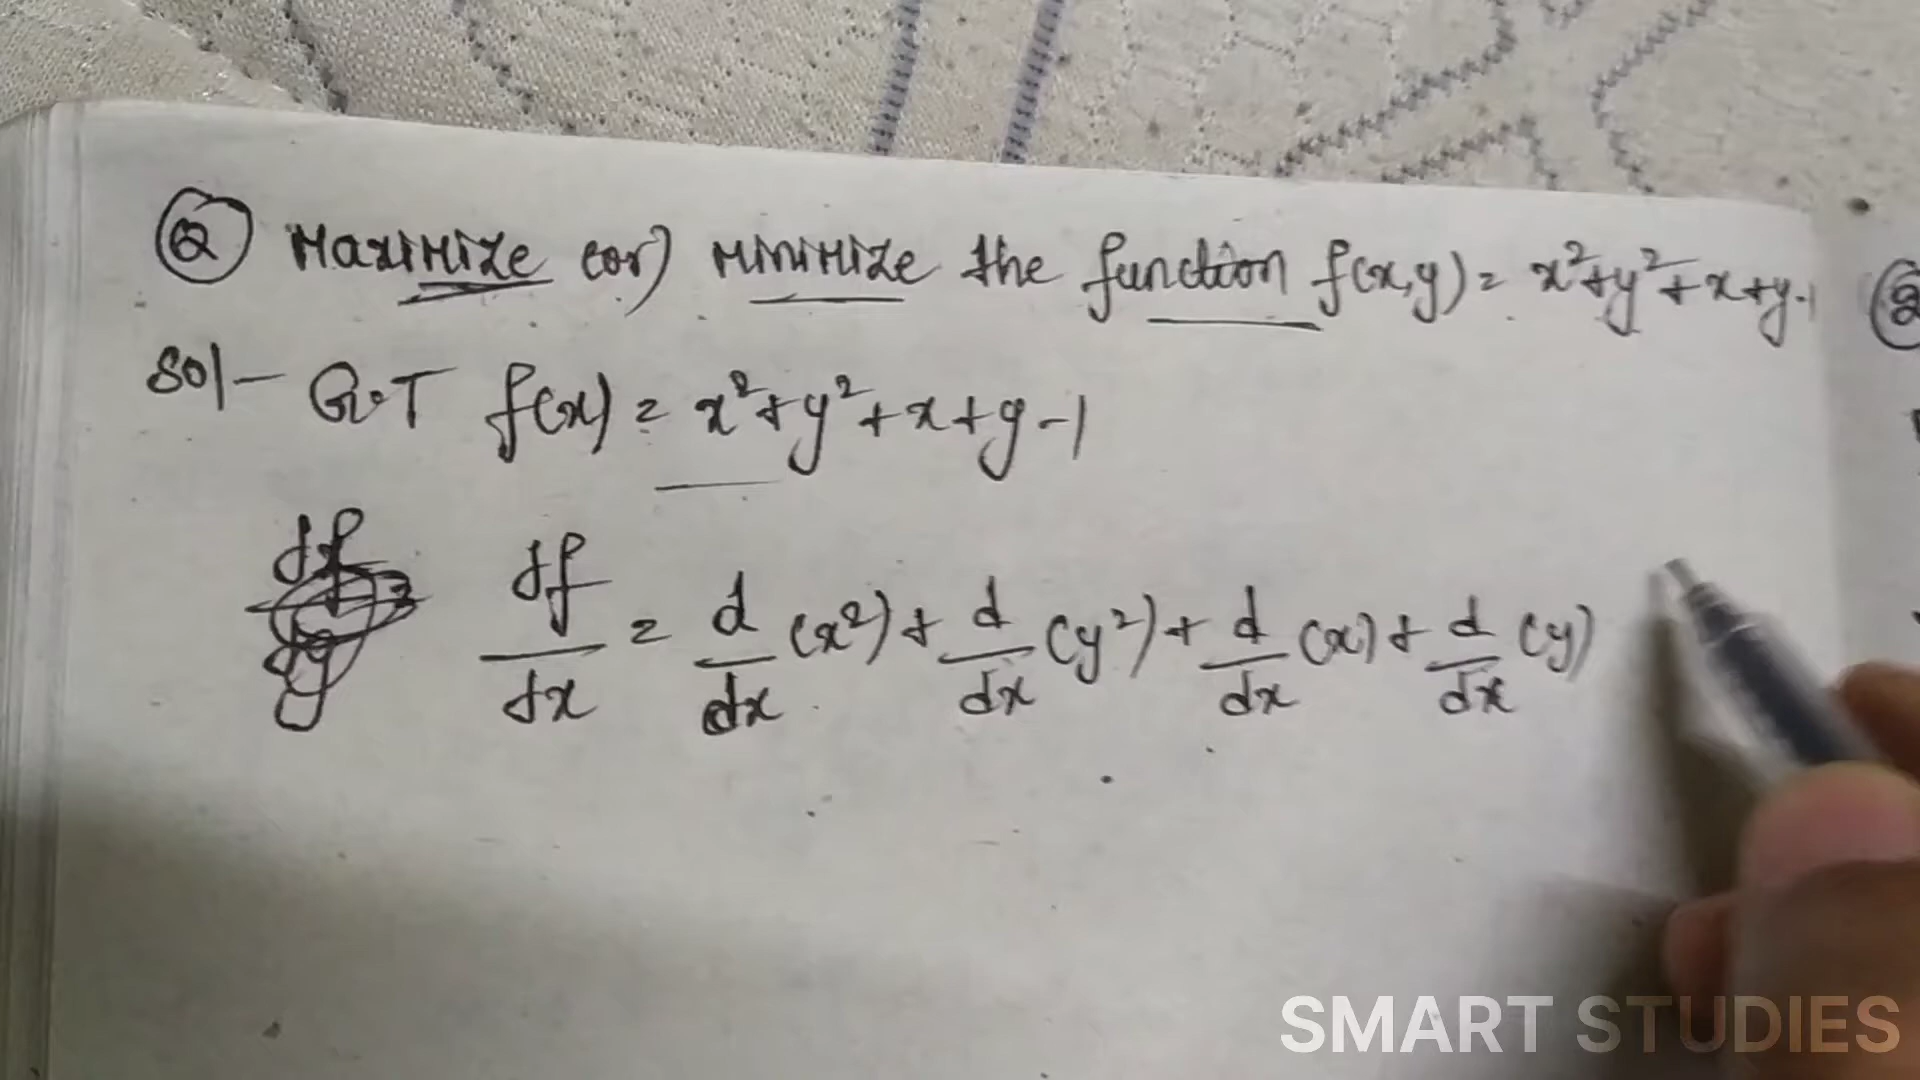 Q Maximize (or) minimize the function f(x,y) = x²+y²+x+y-1
Sol- G.T f(x) = x²+y²+x+y-1
df/dx = d/dx (x²) + d/dx (y²) + d/dx (x) + d/dx (y)
SMART STUDIES